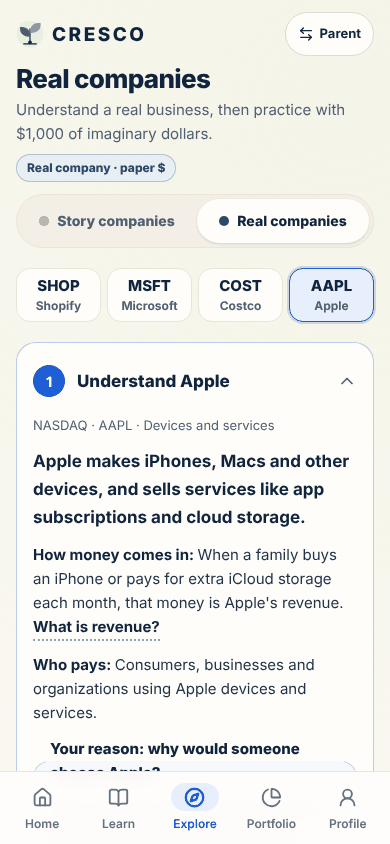 CRESCO
Parent
Real companies
Understand a real business, then practice with
$1,000 of imaginary dollars.
Real company · paper $
Story companies
Real companies
SHOP
Shopify
MSFT
Microsoft
COST
Costco
AAPL
Apple
1
Understand Apple
NASDAQ · AAPL · Devices and services
Apple makes iPhones, Macs and other
devices, and sells services like app
subscriptions and cloud storage.
How money comes in: When a family buys
an iPhone or pays for extra iCloud storage
each month, that money is Apple's revenue.
What is revenue?
Who pays: Consumers, businesses and
organizations using Apple devices and
services.
Your reason: why would someone
choose Apple?
Home
Learn
Explore
Portfolio
Profile